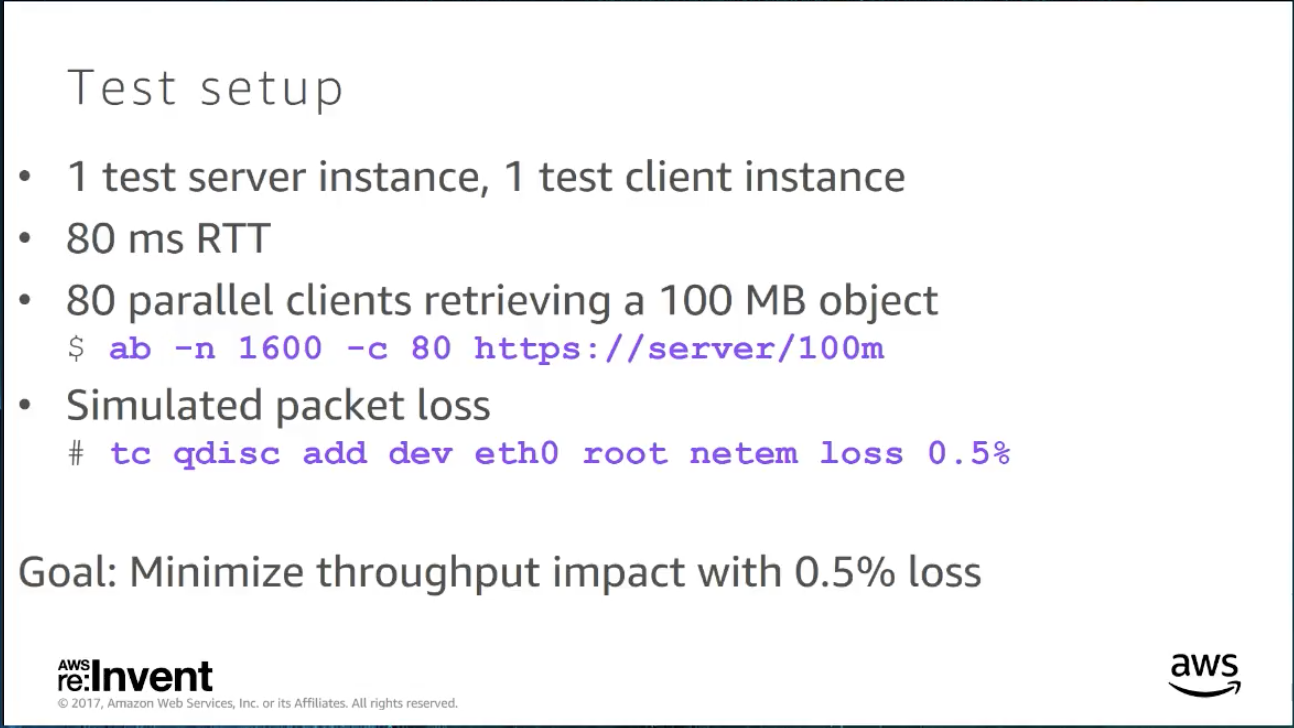 Test setup
• 1 test server instance, 1 test client instance
• 80 ms RTT
• 80 parallel clients retrieving a 100 MB object
$ ab -n 1600 -c 80 https://server/100m
• Simulated packet loss
# tc qdisc add dev eth0 root netem loss 0.5%
Goal: Minimize throughput impact with 0.5% loss
AWS
re:Invent
© 2017, Amazon Web Services, Inc. or its Affiliates. All rights reserved.
aws